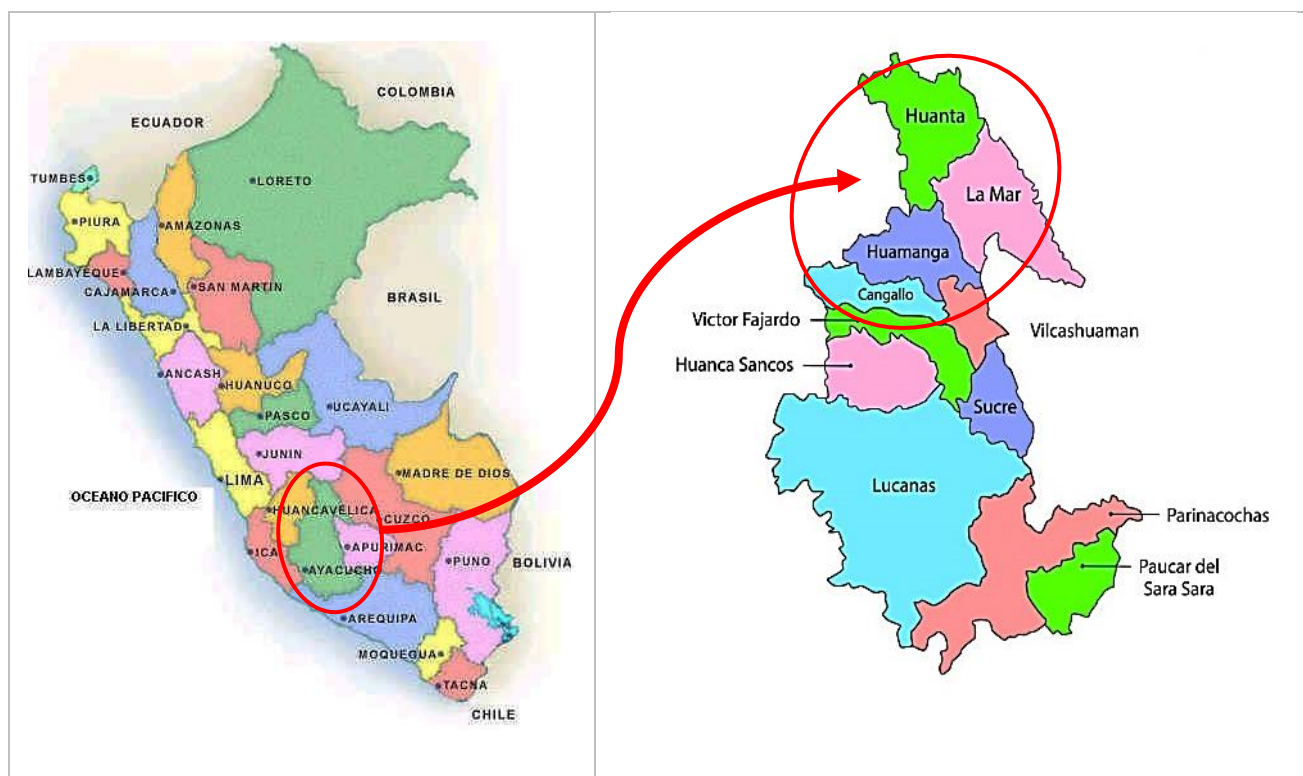 COLOMBIA
ECUADOR
TUMBES
LORETO
PIURA
AMAZONAS
LAMBAYEQUE
SAN MARTIN
CAJAMARCA
BRASIL
LA LIBERTAD
ANCASH
HUANUCO
UCAYALI
PASCO
JUNIN
MADRE DE DIOS
LIMA
OCEANO PACIFICO
HUANCAVELICA
CUZCO
ICA
APURIMAC
PUNO
BOLIVIA
AYACUCHO
AREQUIPA
MOQUEGUA
TACNA
CHILE
Huanta
La Mar
Huamanga
Cangallo
Victor Fajardo
Vilcashuaman
Huanca Sancos
Sucre
Lucanas
Parinacochas
Paucar del
Sara Sara